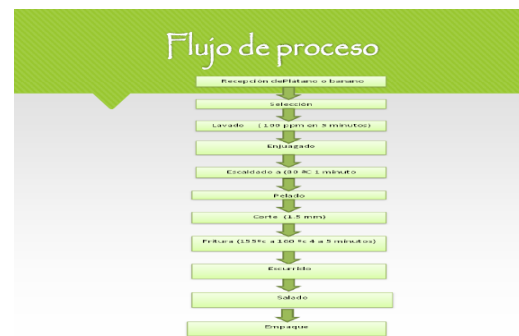 Flujo de proceso
Recepción dePlatano o banano
Selección
Lavado (100 ppm en 3 minutos)
Enjuagado
Escaldado a (80 ºC 1 minuto
Pelado
Corte (1.5 mm)
Fritura (155ºc a 160 ºc 4 a 5 minutos)
Escurrido
Salado
Empaque